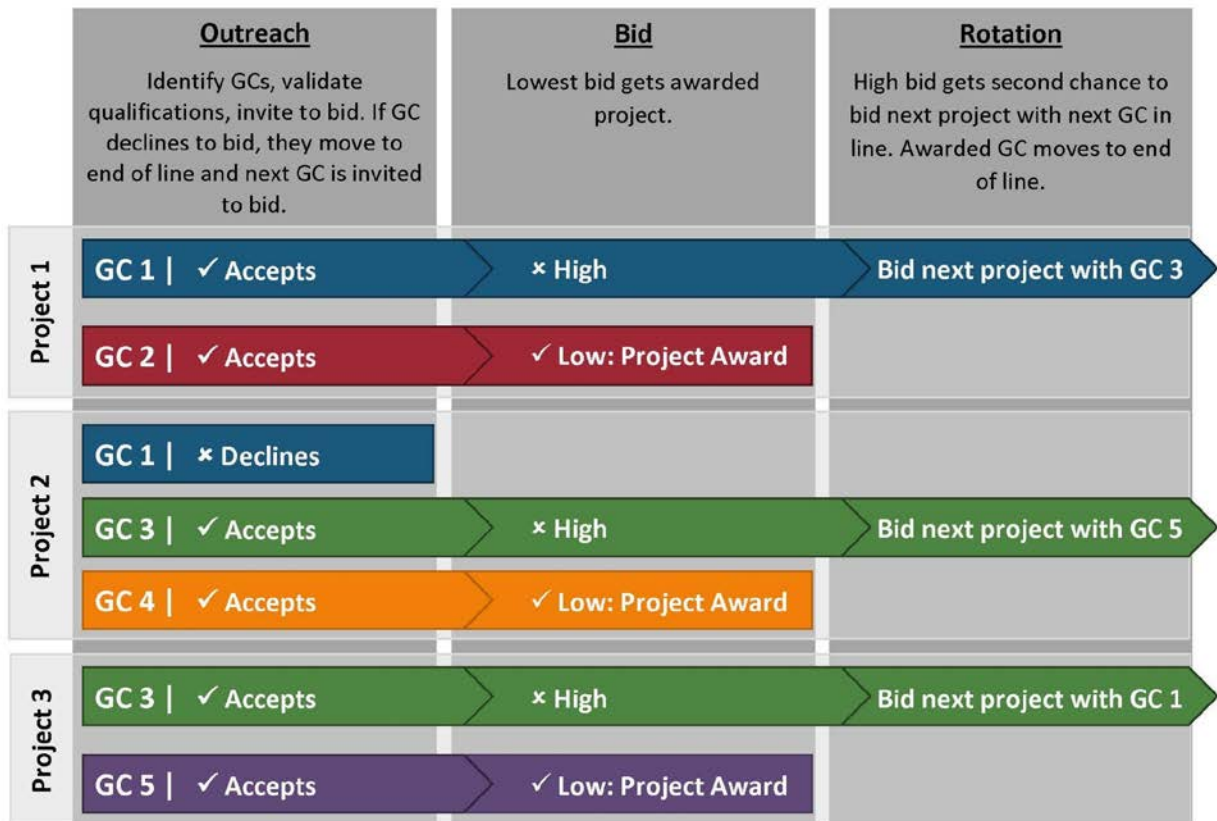 Outreach
Identify GCs, validate
qualifications, invite to bid. If GC
declines to bid, they move to
end of line and next GC is invited
to bid.
Bid
Lowest bid gets awarded
project.
Rotation
High bid gets second chance to
bid next project with next GC in
line. Awarded GC moves to end
of line.
Project 1
GC 1 | ✓ Accepts × High Bid next project with GC 3
GC 2 | ✓ Accepts ✓ Low: Project Award
Project 2
GC 1 | × Declines
GC 3 | ✓ Accepts × High Bid next project with GC 5
GC 4 | ✓ Accepts ✓ Low: Project Award
Project 3
GC 3 | ✓ Accepts × High Bid next project with GC 1
GC 5 | ✓ Accepts ✓ Low: Project Award